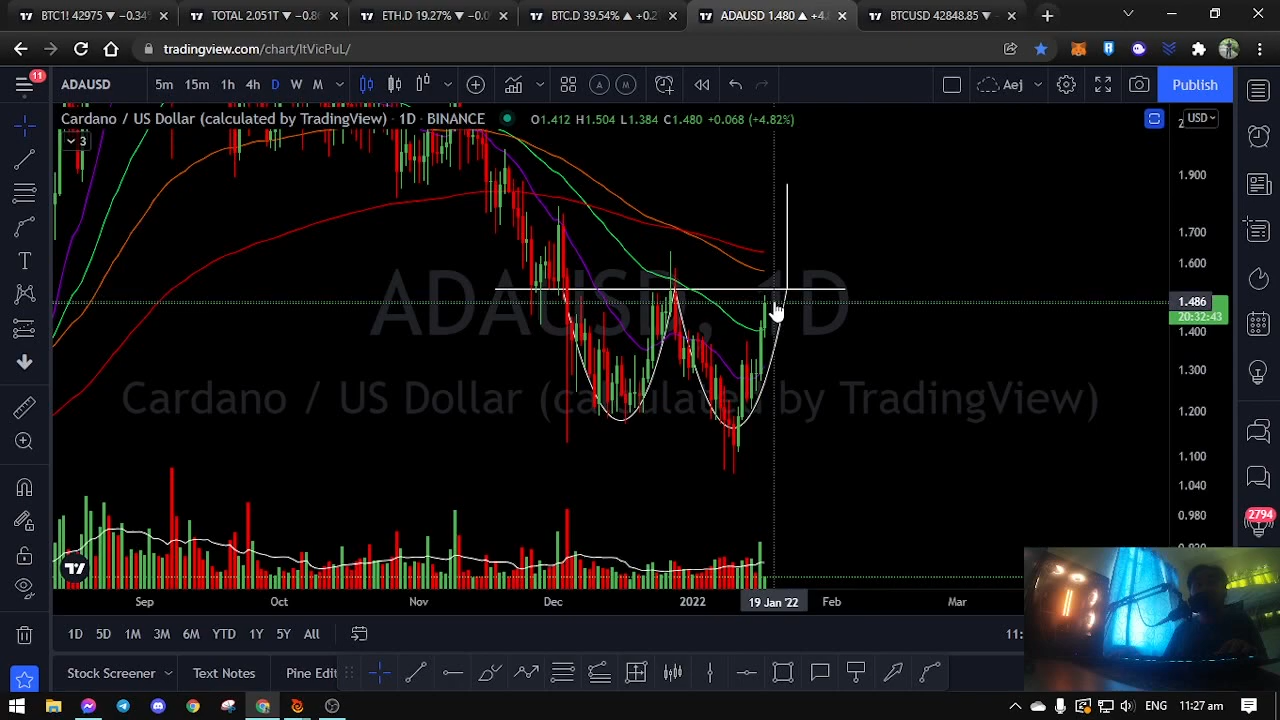 BTC1! 42975 ▼ −0.34%
TOTAL 2.051T ▼ −0.8
ETH.D 19.27% ▼ −0.0
BTC.D 39.54% ▲ +0.2
ADAUSD 1.480 ▲ +4.
BTCUSD 42848.85 ▼ −
tradingview.com/chart/ItVicPuL/
11
ADAUSD
5m 15m 1h 4h D W M
A M
Aej
Publish
Cardano / US Dollar (calculated by TradingView) · 1D · BINANCE O1.412 H1.504 L1.384 C1.480 +0.068 (+4.82%)
3
USD
1.900
1.700
1.600
1.486
20:32:43
1.400
1.300
1.200
1.100
1.040
0.980
ADAUSD, 1D
Cardano / US Dollar (calculated by TradingView)
2794
Sep Oct Nov Dec 2022 19 Jan '22 Feb Mar
1D 5D 1M 3M 6M YTD 1Y 5Y All
11:
Stock Screener Text Notes Pine Edit
ENG 11:27 am